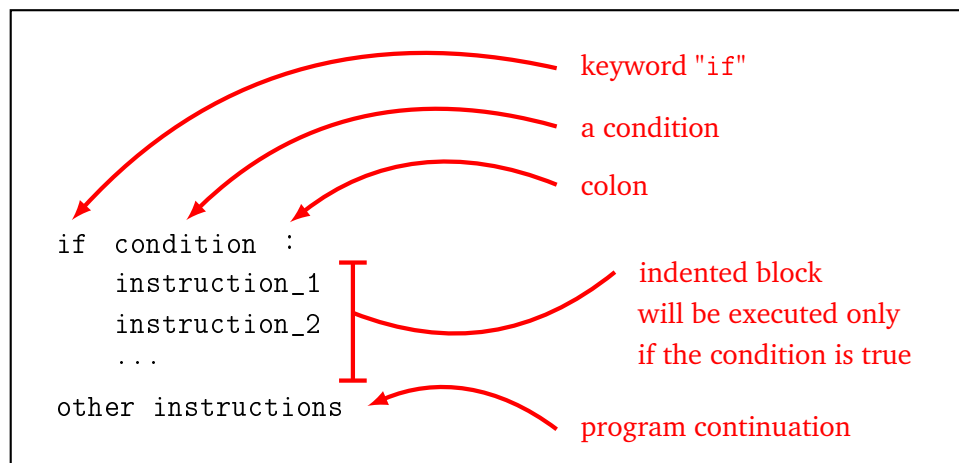 keyword "if"
a condition
colon
if condition :
instruction_1
instruction_2
...
indented block
will be executed only
if the condition is true
other instructions
program continuation